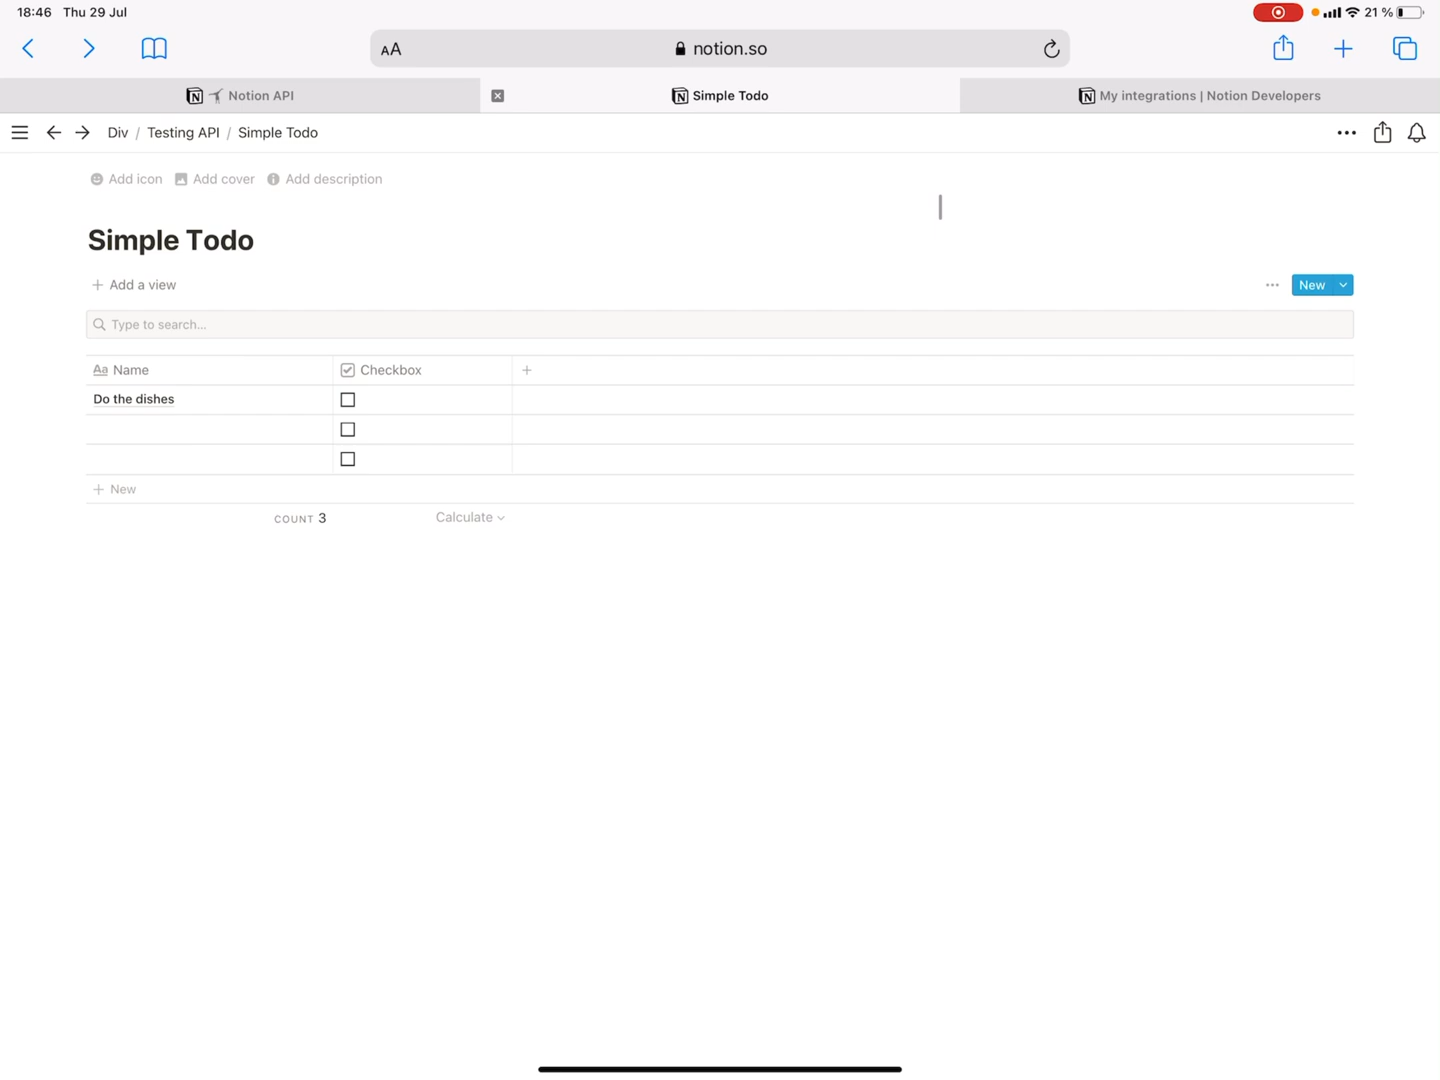 18:46 Thu 29 Jul 21 %
AA notion.so
Notion API Simple Todo My integrations | Notion Developers
Div / Testing API / Simple Todo
Add icon Add cover Add description
Simple Todo
Add a view New
Type to search...
Aa Name Checkbox
Do the dishes
New
COUNT 3 Calculate